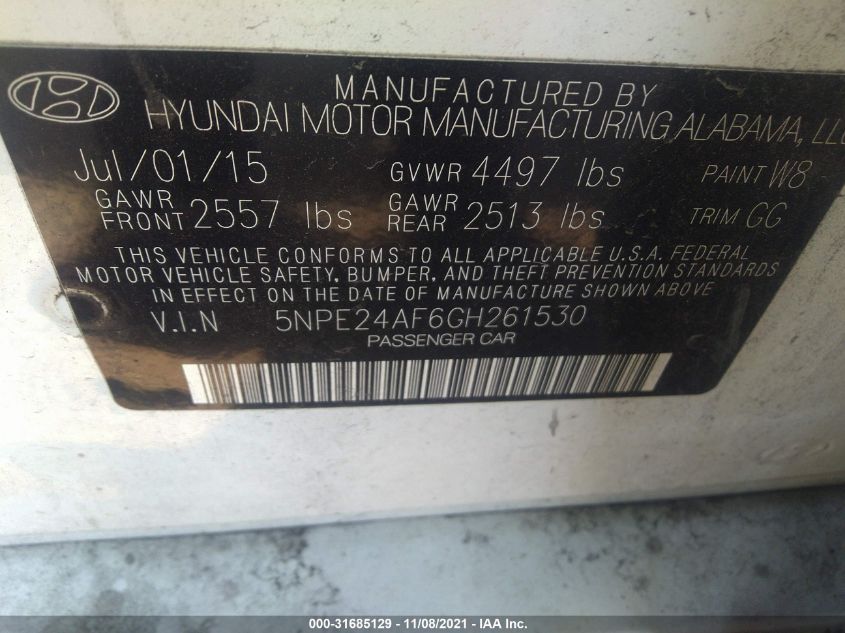 MANUFACTURED BY
HYUNDAI MOTOR MANUFACTURING ALABAMA, LLC
Jul/01/15 GVWR 4497 lbs PAINT W8
GAWR FRONT 2557 lbs GAWR REAR 2513 lbs TRIM GG
THIS VEHICLE CONFORMS TO ALL APPLICABLE U.S.A. FEDERAL
MOTOR VEHICLE SAFETY, BUMPER, AND THEFT PREVENTION STANDARDS
IN EFFECT ON THE DATE OF MANUFACTURE SHOWN ABOVE
V.I.N 5NPE24AF6GH261530
PASSENGER CAR
000-31685129 - 11/08/2021 - IAA Inc.